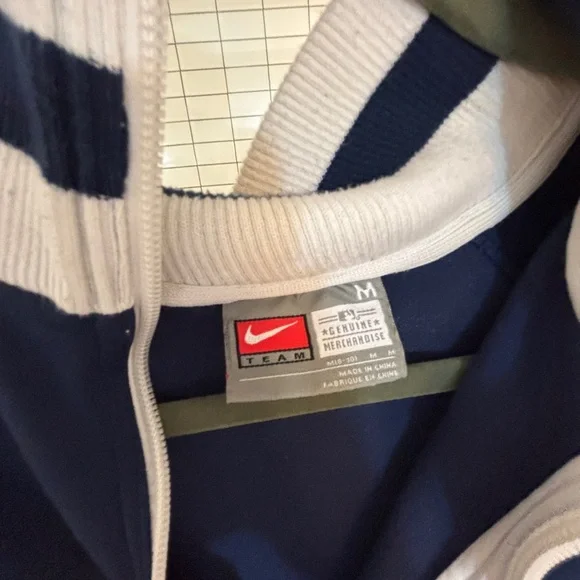 M
TEAM
GENUINE
MERCHANDISE
M M
MADE IN CHINA
FABRIQUE EN CHINE